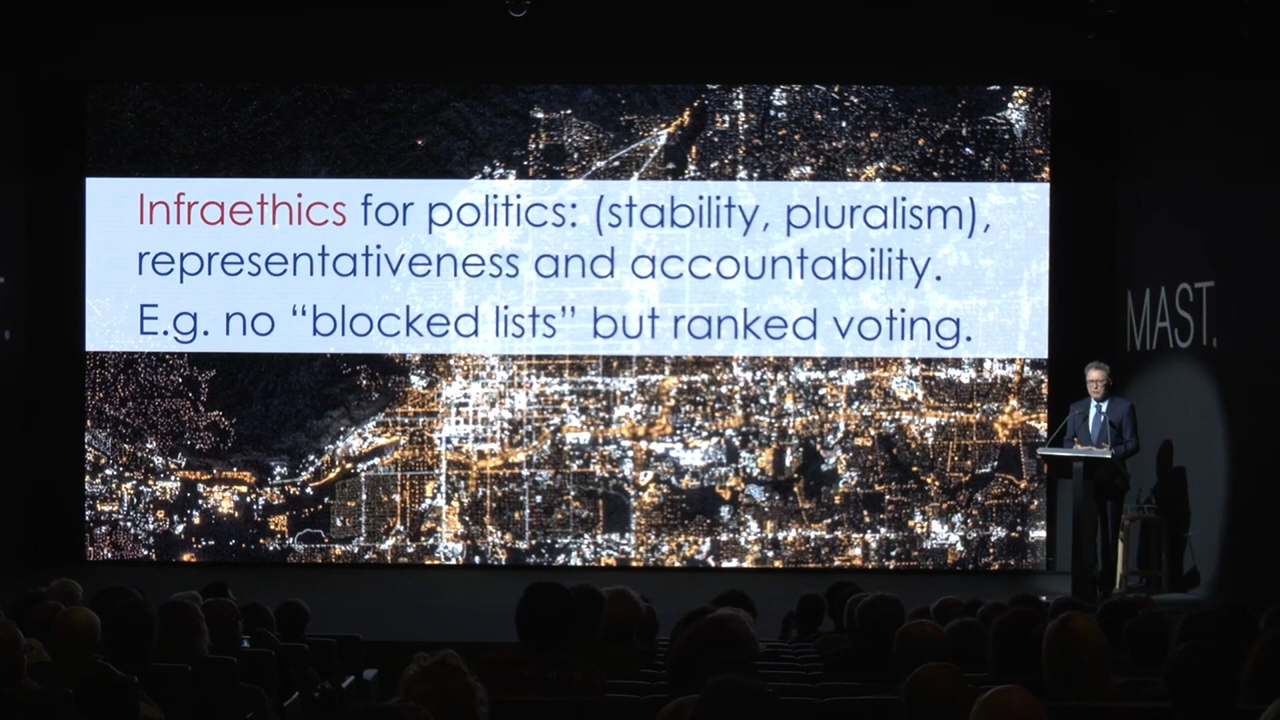 Infraethics for politics: (stability, pluralism),
representativeness and accountability.
E.g. no “blocked lists” but ranked voting.
MAST.